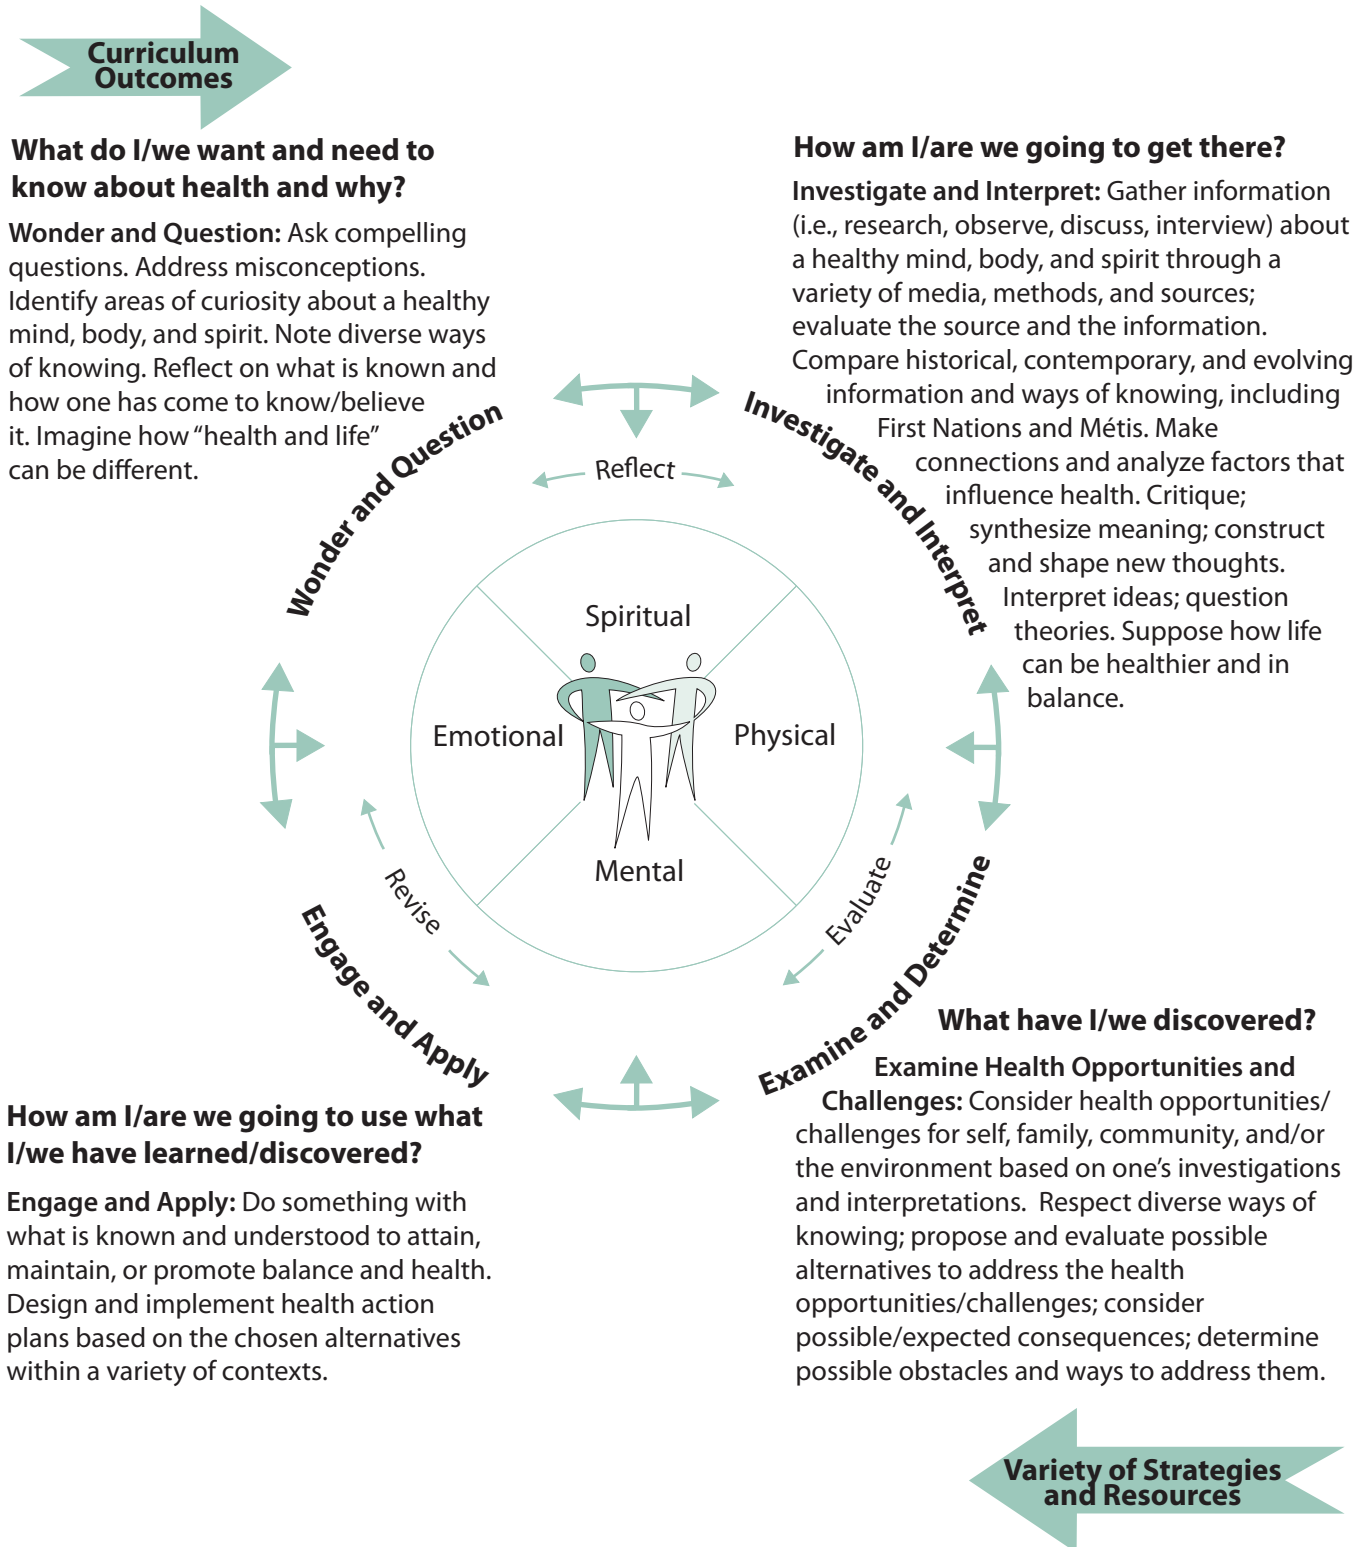 Curriculum
Outcomes
What do I/we want and need to
know about health and why?
Wonder and Question: Ask compelling
questions. Address misconceptions.
Identify areas of curiosity about a healthy
mind, body, and spirit. Note diverse ways
of knowing. Reflect on what is known and
how one has come to know/believe
it. Imagine how “health and life”
can be different.
How am I/are we going to get there?
Investigate and Interpret: Gather information
(i.e., research, observe, discuss, interview) about
a healthy mind, body, and spirit through a
variety of media, methods, and sources;
evaluate the source and the information.
Compare historical, contemporary, and evolving
information and ways of knowing, including
First Nations and Métis. Make
connections and analyze factors that
influence health. Critique;
synthesize meaning; construct
and shape new thoughts.
Interpret ideas; question
theories. Suppose how life
can be healthier and in
balance.
Wonder and Question
Investigate and Interpret
Reflect
Spiritual
Emotional
Physical
Mental
Revise
Evaluate
Engage and Apply
Examine and Determine
What have I/we discovered?
Examine Health Opportunities and
Challenges: Consider health opportunities/
challenges for self, family, community, and/or
the environment based on one’s investigations
and interpretations. Respect diverse ways of
knowing; propose and evaluate possible
alternatives to address the health
opportunities/challenges; consider
possible/expected consequences; determine
possible obstacles and ways to address them.
How am I/are we going to use what
I/we have learned/discovered?
Engage and Apply: Do something with
what is known and understood to attain,
maintain, or promote balance and health.
Design and implement health action
plans based on the chosen alternatives
within a variety of contexts.
Variety of Strategies
and Resources